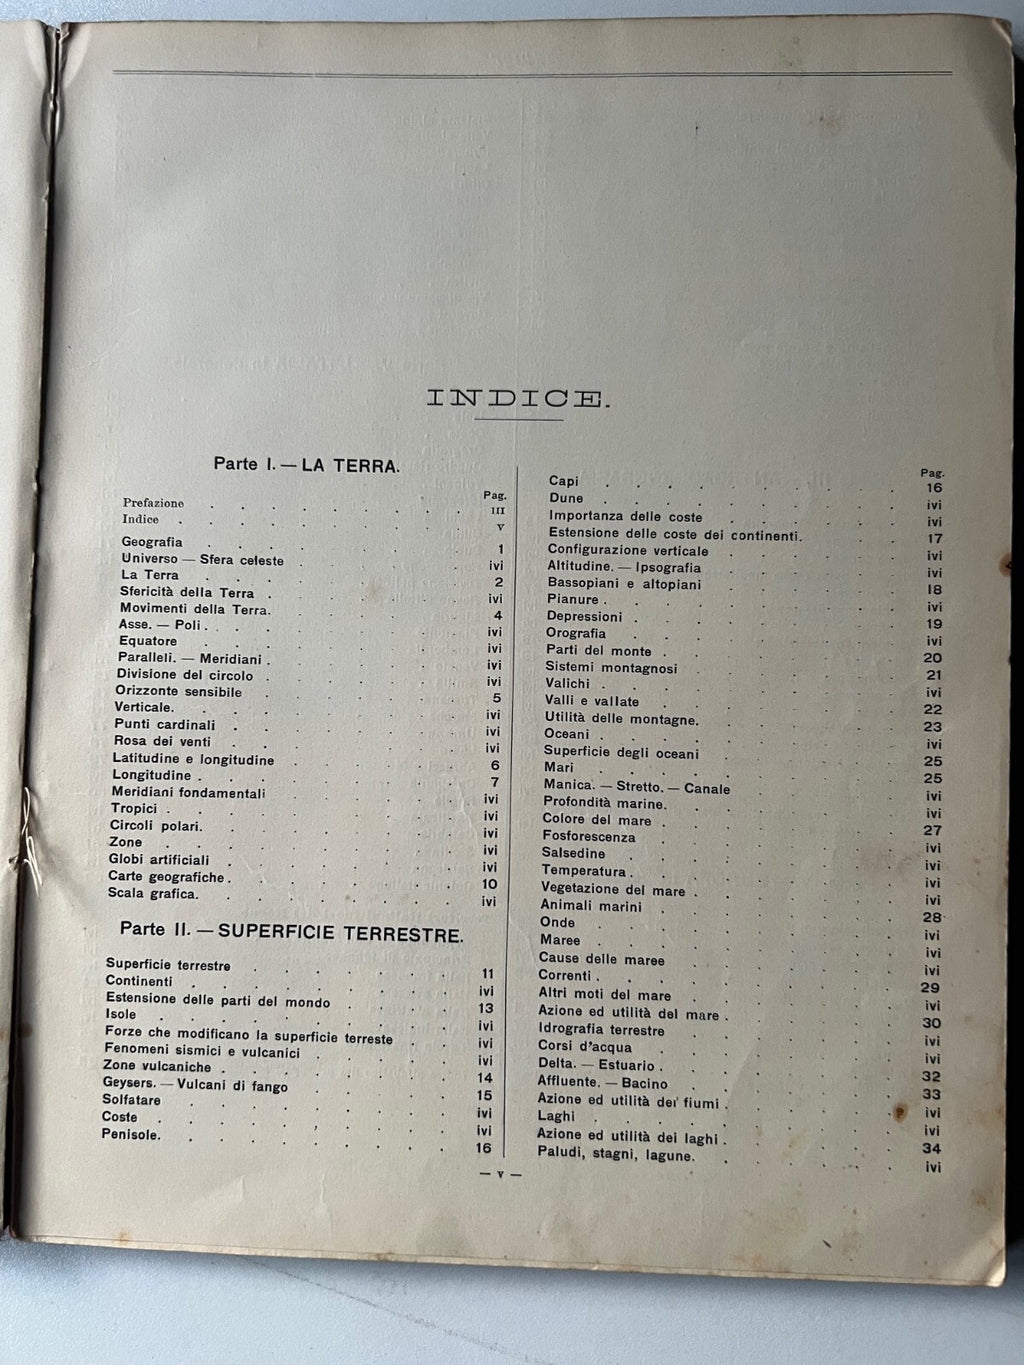 INDICE.
Parte I. — LA TERRA.
Pag.
Prefazione . . . . . . . . . III
Indice . . . . . . . . . V
Geografia . . . . . . 1
Universo — Sfera celeste . . . . . ivi
La Terra . . . . . . 2
Sfericità della Terra . . . . . ivi
Movimenti della Terra. . . . . 4
Asse. — Poli . . . . . . ivi
Equatore . . . . . . ivi
Paralleli. — Meridiani . . . . . ivi
Divisione del circolo . . . . . ivi
Orizzonte sensibile . . . . . 5
Verticale. . . . . . ivi
Punti cardinali . . . . . ivi
Rosa dei venti . . . . . ivi
Latitudine e longitudine . . . . . 6
Longitudine . . . . . . 7
Meridiani fondamentali . . . . . ivi
Tropici . . . . . . ivi
Circoli polari. . . . . . ivi
Zone . . . . . . ivi
Globi artificiali . . . . . ivi
Carte geografiche . . . . . 10
Scala grafica. . . . . . ivi
Parte II. — SUPERFICIE TERRESTRE.
Superficie terrestre . . . . . 11
Continenti . . . . . . ivi
Estensione delle parti del mondo . . . . 13
Isole . . . . . . ivi
Forze che modificano la superficie terreste . . . ivi
Fenomeni sismici e vulcanici . . . . . ivi
Zone vulcaniche . . . . . 14
Geysers. — Vulcani di fango . . . . . 15
Solfatare . . . . . . ivi
Coste . . . . . . ivi
Penisole. . . . . . 16
Pag.
Capi . . . . . . 16
Dune . . . . . . ivi
Importanza delle coste . . . . . ivi
Estensione delle coste dei continenti. . . . 17
Configurazione verticale . . . . . ivi
Altitudine. — Ipsografia . . . . . ivi
Bassopiani e altopiani . . . . . 18
Pianure . . . . . . ivi
Depressioni . . . . . . 19
Orografia . . . . . . ivi
Parti del monte . . . . . 20
Sistemi montagnosi . . . . . 21
Valichi . . . . . . ivi
Valli e vallate . . . . . 22
Utilità delle montagne. . . . . 23
Oceani . . . . . . ivi
Superficie degli oceani . . . . . 25
Mari . . . . . . 25
Manica. — Stretto. — Canale . . . . ivi
Profondità marine. . . . . ivi
Colore del mare . . . . . 27
Fosforescenza . . . . . ivi
Salsedine . . . . . . ivi
Temperatura . . . . . . ivi
Vegetazione del mare . . . . . ivi
Animali marini . . . . . 28
Onde . . . . . . ivi
Maree . . . . . . ivi
Cause delle maree . . . . . ivi
Correnti . . . . . . 29
Altri moti del mare . . . . . ivi
Azione ed utilità del mare . . . . . 30
Idrografia terrestre . . . . . ivi
Corsi d'acqua . . . . . ivi
Delta. — Estuario . . . . . 32
Affluente. — Bacino . . . . . 33
Azione ed utilità dei fiumi . . . . . ivi
Laghi . . . . . . ivi
Azione ed utilità dei laghi . . . . . 34
Paludi, stagni, lagune. . . . . ivi
— V —